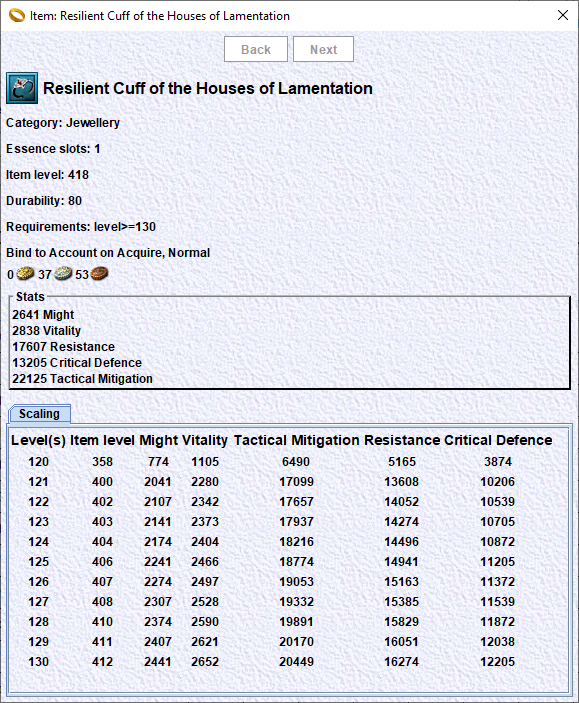 Item: Resilient Cuff of the Houses of Lamentation
Back Next
Resilient Cuff of the Houses of Lamentation
Category: Jewellery
Essence slots: 1
Item level: 418
Durability: 80
Requirements: level>=130
Bind to Account on Acquire, Normal
0 37 53
Stats
2641 Might
2838 Vitality
17607 Resistance
13205 Critical Defence
22125 Tactical Mitigation
Scaling
Level(s) Item level Might Vitality Tactical Mitigation Resistance Critical Defence
120 358 774 1105 6490 5165 3874
121 400 2041 2280 17099 13608 10206
122 402 2107 2342 17657 14052 10539
123 403 2141 2373 17937 14274 10705
124 404 2174 2404 18216 14496 10872
125 406 2241 2466 18774 14941 11205
126 407 2274 2497 19053 15163 11372
127 408 2307 2528 19332 15385 11539
128 410 2374 2590 19891 15829 11872
129 411 2407 2621 20170 16051 12038
130 412 2441 2652 20449 16274 12205